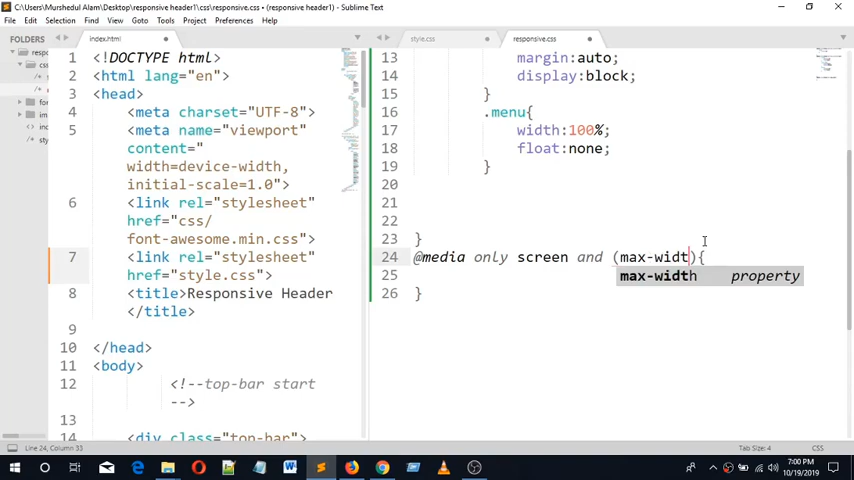 C:\Users\Murshedul Alam\Desktop\responsive header1\css\responsive.css • (responsive header1) - Sublime Text
File Edit Selection Find View Goto Tools Project Preferences Help
FOLDERS
index.html
style.css
responsive.css
respo
css
1 <!DOCTYPE html>
2 <html lang="en">
3 <head>
4 <meta charset="UTF-8">
5 <meta name="viewport"
content="
width=device-width,
initial-scale=1.0">
6 <link rel="stylesheet"
href="css/
font-awesome.min.css">
7 <link rel="stylesheet"
href="style.css">
8 <title>Responsive Header
</title>
9
10 </head>
11 <body>
12 <!--top-bar start
-->
13
14 <div class="top-bar">
13 margin:auto;
14 display:block;
15 }
16 .menu{
17 width:100%;
18 float:none;
19 }
20
21
22
23 }
24 @media only screen and (max-widt){
max-width property
25
26 }
Line 24, Column 33
Tab Size: 4
CSS
7:00 PM
10/19/2019